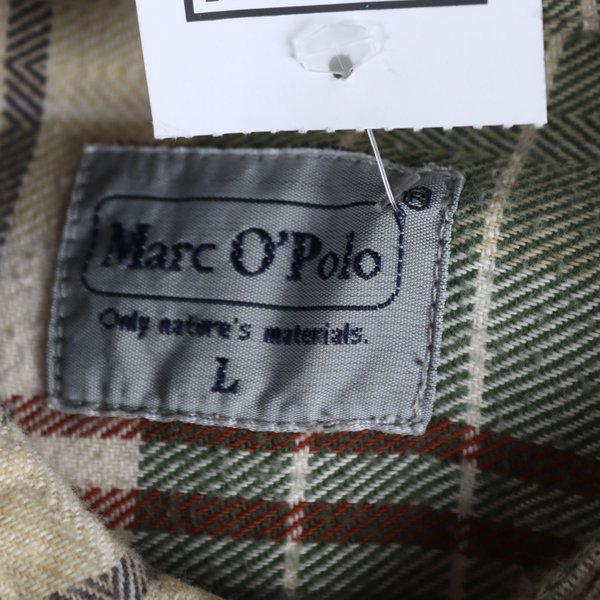 Marc O'Polo®
Only nature's materials.
L